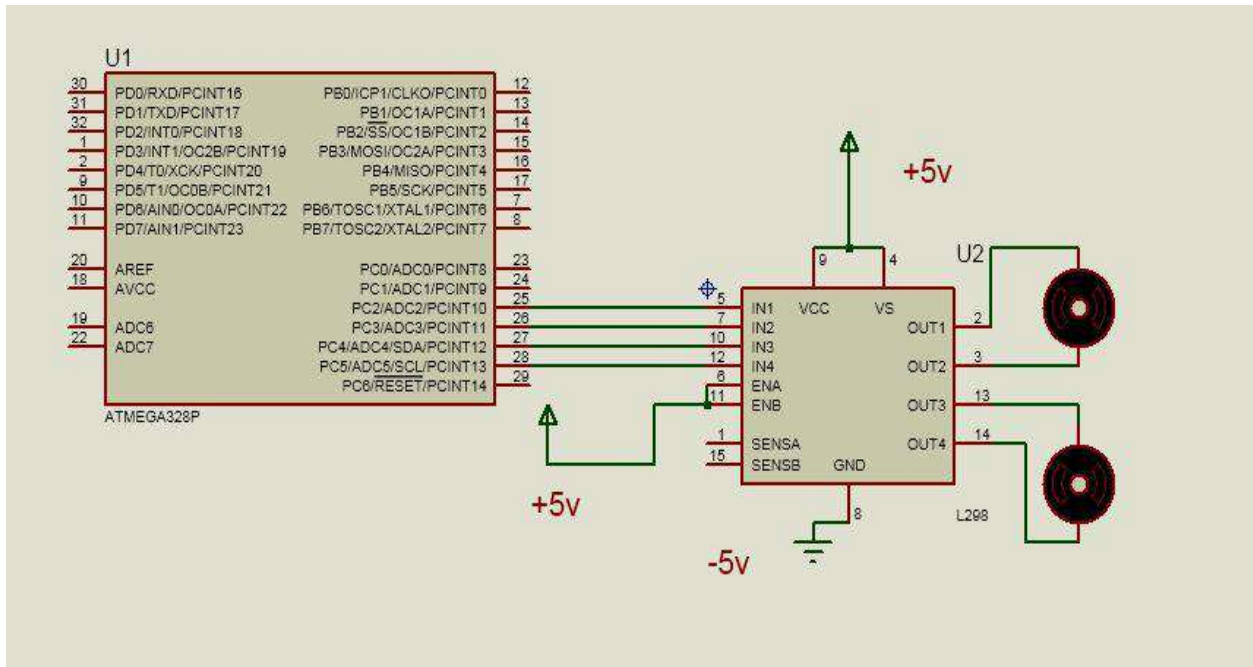 U1
30 PD0/RXD/PCINT16 PB0/ICP1/CLKO/PCINT0 12
31 PD1/TXD/PCINT17 PB1/OC1A/PCINT1 13
32 PD2/INT0/PCINT18 PB2/SS/OC1B/PCINT2 14
1 PD3/INT1/OC2B/PCINT19 PB3/MOSI/OC2A/PCINT3 15
2 PD4/T0/XCK/PCINT20 PB4/MISO/PCINT4 16
9 PD5/T1/OC0B/PCINT21 PB5/SCK/PCINT5 17
10 PD6/AIN0/OC0A/PCINT22 PB6/TOSC1/XTAL1/PCINT6 7
11 PD7/AIN1/PCINT23 PB7/TOSC2/XTAL2/PCINT7 8
20 AREF PC0/ADC0/PCINT8 23
18 AVCC PC1/ADC1/PCINT9 24
PC2/ADC2/PCINT10 25
19 ADC6 PC3/ADC3/PCINT11 26
22 ADC7 PC4/ADC4/SDA/PCINT12 27
PC5/ADC5/SCL/PCINT13 28
PC6/RESET/PCINT14 29
ATMEGA328P
+5v
+5v
U2
9 4
5 IN1 VCC VS
7 IN2 OUT1 2
10 IN3
12 IN4 OUT2 3
6 ENA
11 ENB OUT3 13
1 SENSA OUT4 14
15 SENSB GND
8
L298
-5v